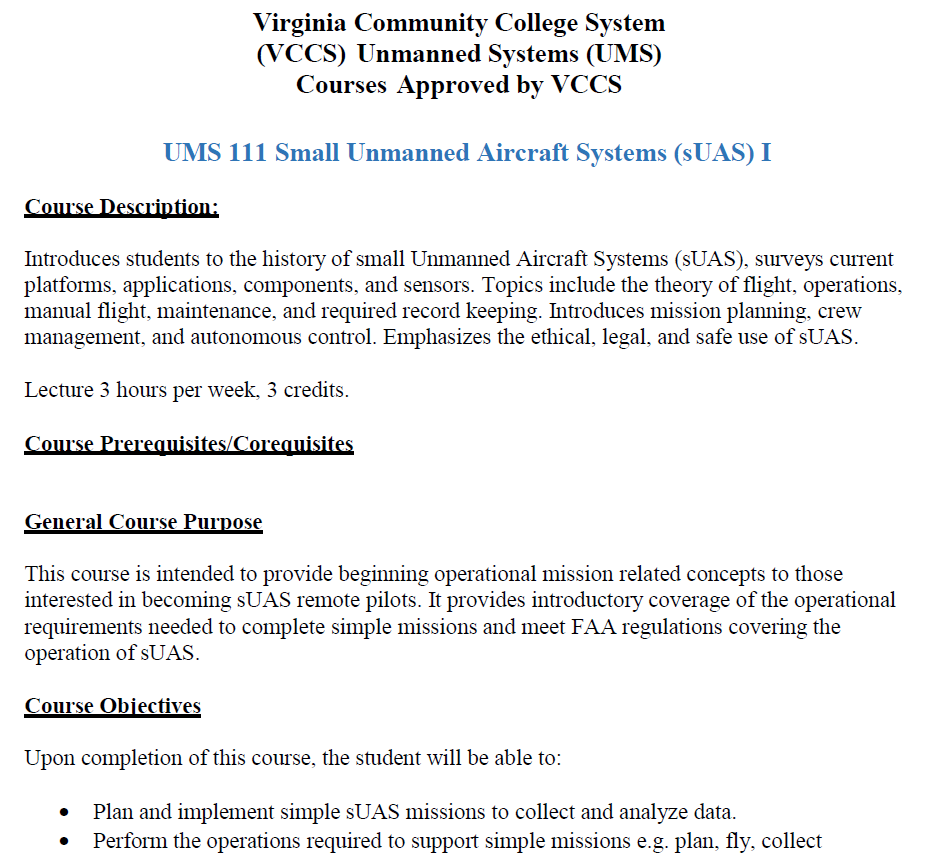 Virginia Community College System
(VCCS) Unmanned Systems (UMS)
Courses Approved by VCCS
UMS 111 Small Unmanned Aircraft Systems (sUAS) I
Course Description:
Introduces students to the history of small Unmanned Aircraft Systems (sUAS), surveys current
platforms, applications, components, and sensors. Topics include the theory of flight, operations,
manual flight, maintenance, and required record keeping. Introduces mission planning, crew
management, and autonomous control. Emphasizes the ethical, legal, and safe use of sUAS.
Lecture 3 hours per week, 3 credits.
Course Prerequisites/Corequisites
General Course Purpose
This course is intended to provide beginning operational mission related concepts to those
interested in becoming sUAS remote pilots. It provides introductory coverage of the operational
requirements needed to complete simple missions and meet FAA regulations covering the
operation of sUAS.
Course Objectives
Upon completion of this course, the student will be able to:
• Plan and implement simple sUAS missions to collect and analyze data.
• Perform the operations required to support simple missions e.g. plan, fly, collect